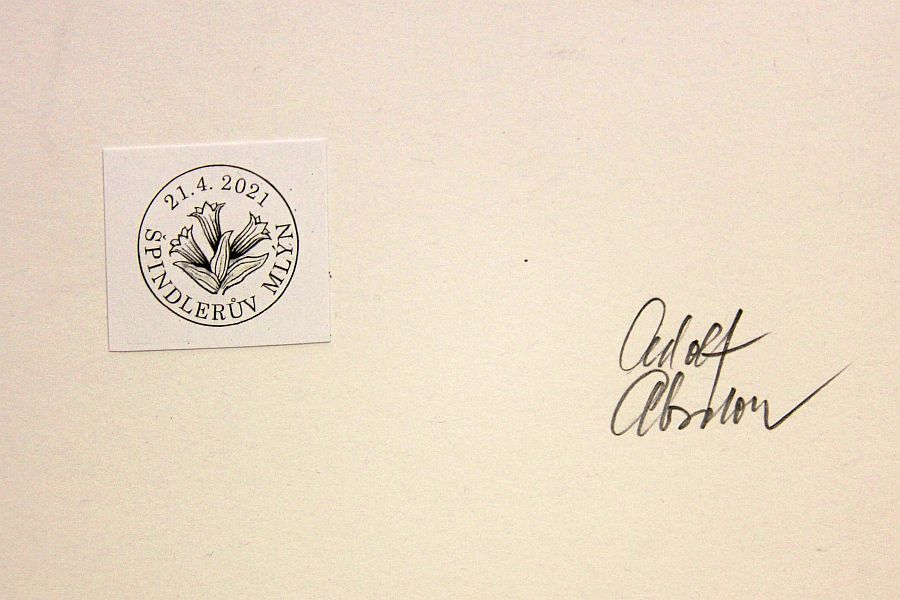 21.4. 2021
ŠPINDLERŮV MLÝN
Adolf
Absolon